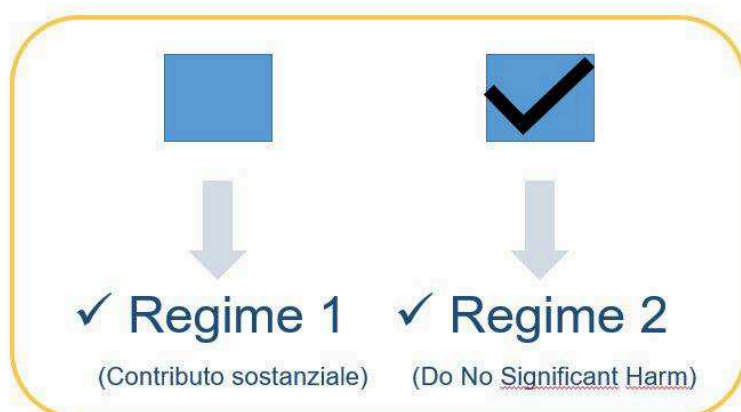 ✓ Regime 1 ✓ Regime 2
(Contributo sostanziale) (Do No Significant Harm)